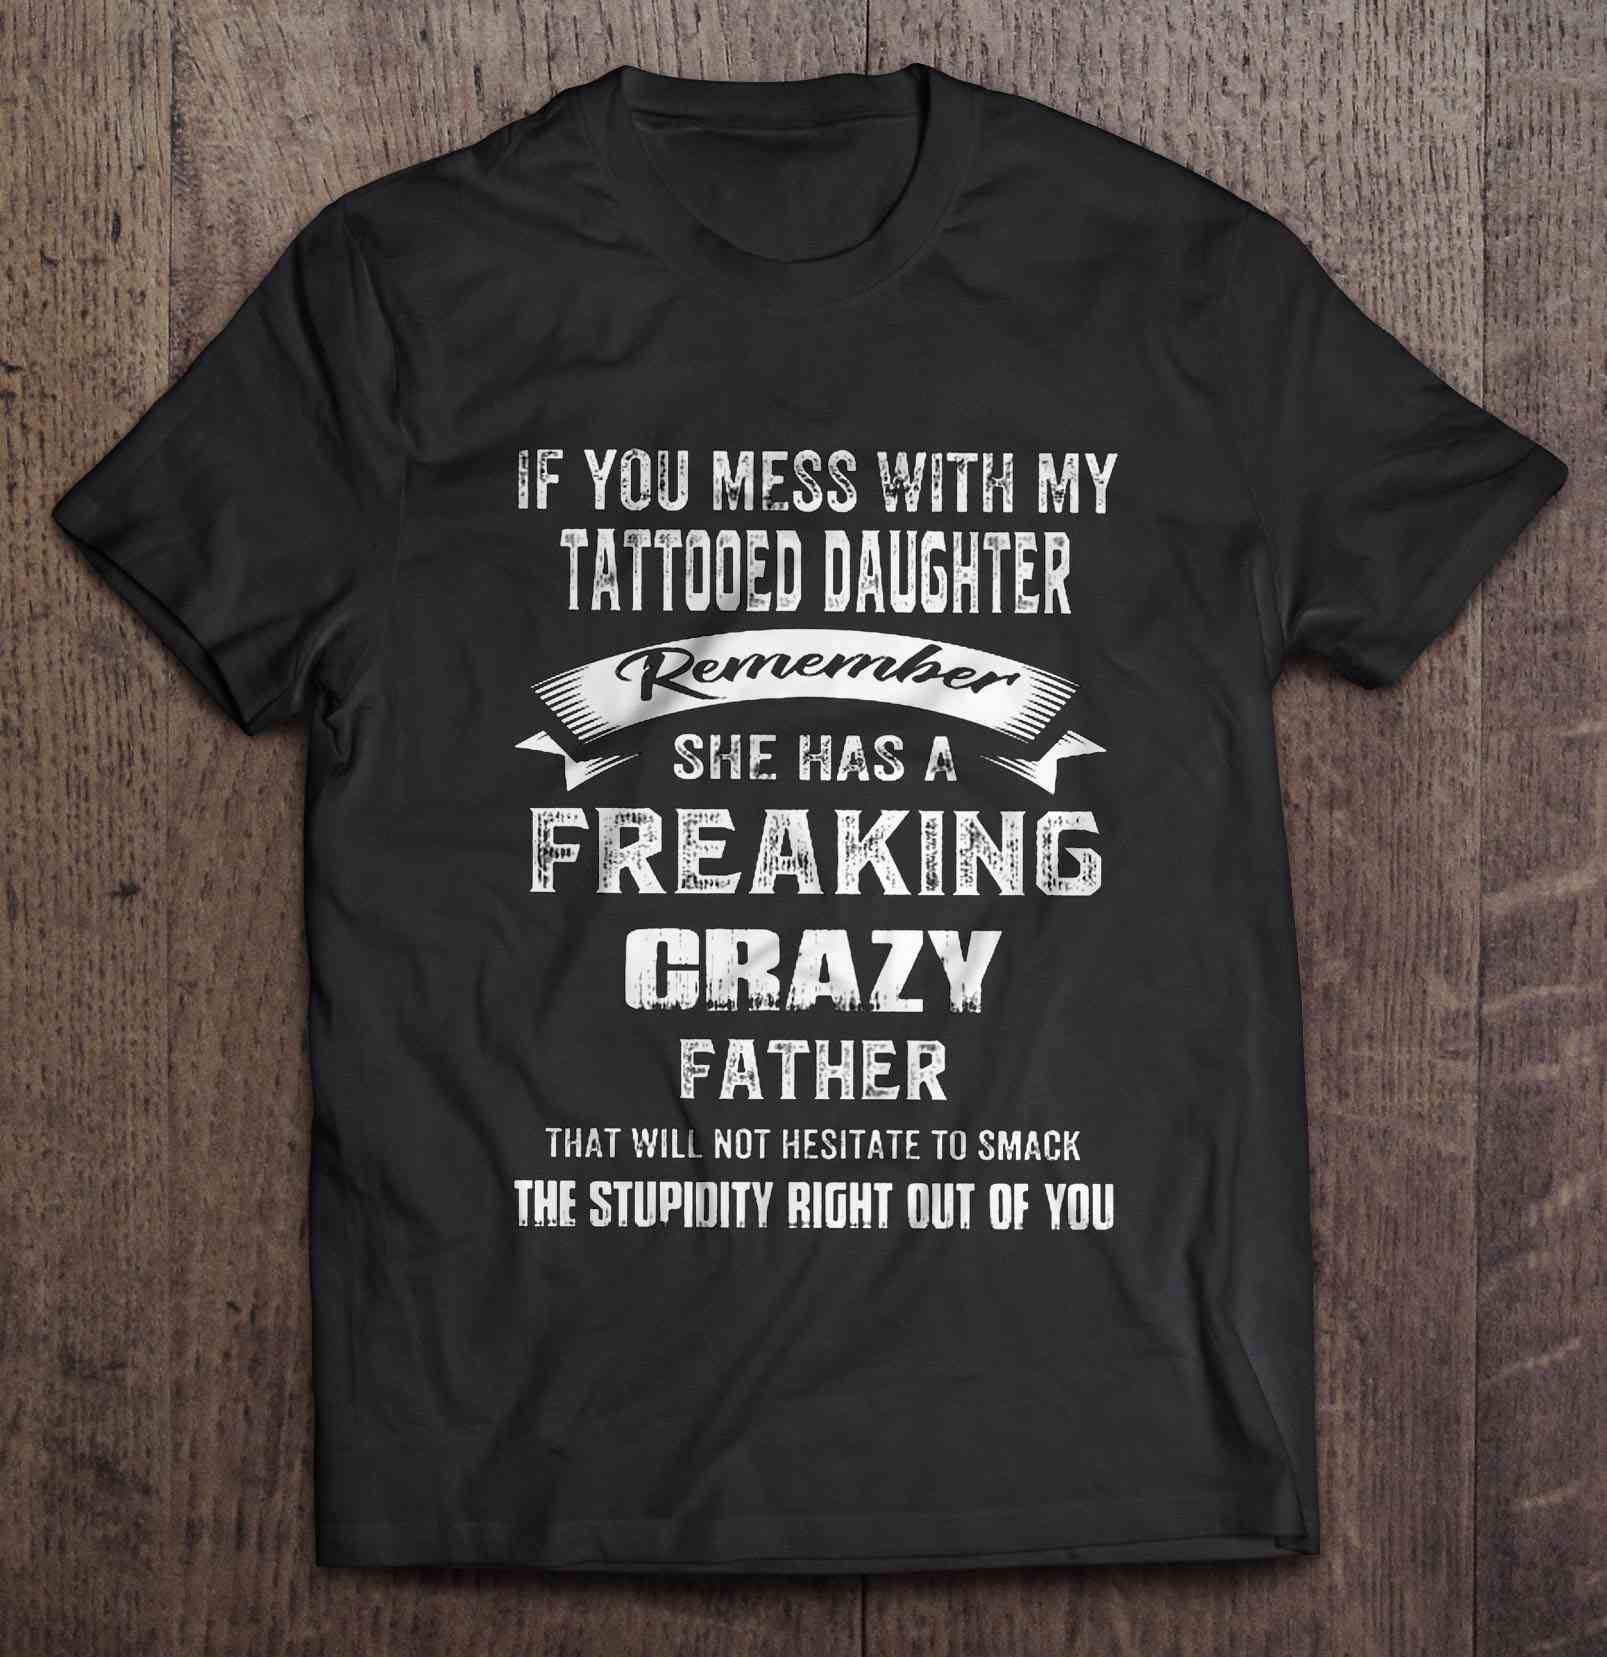 IF YOU MESS WITH MY
TATTOOED DAUGHTER
Remember
SHE HAS A
FREAKING
CRAZY
FATHER
THAT WILL NOT HESITATE TO SMACK
THE STUPIDITY RIGHT OUT OF YOU